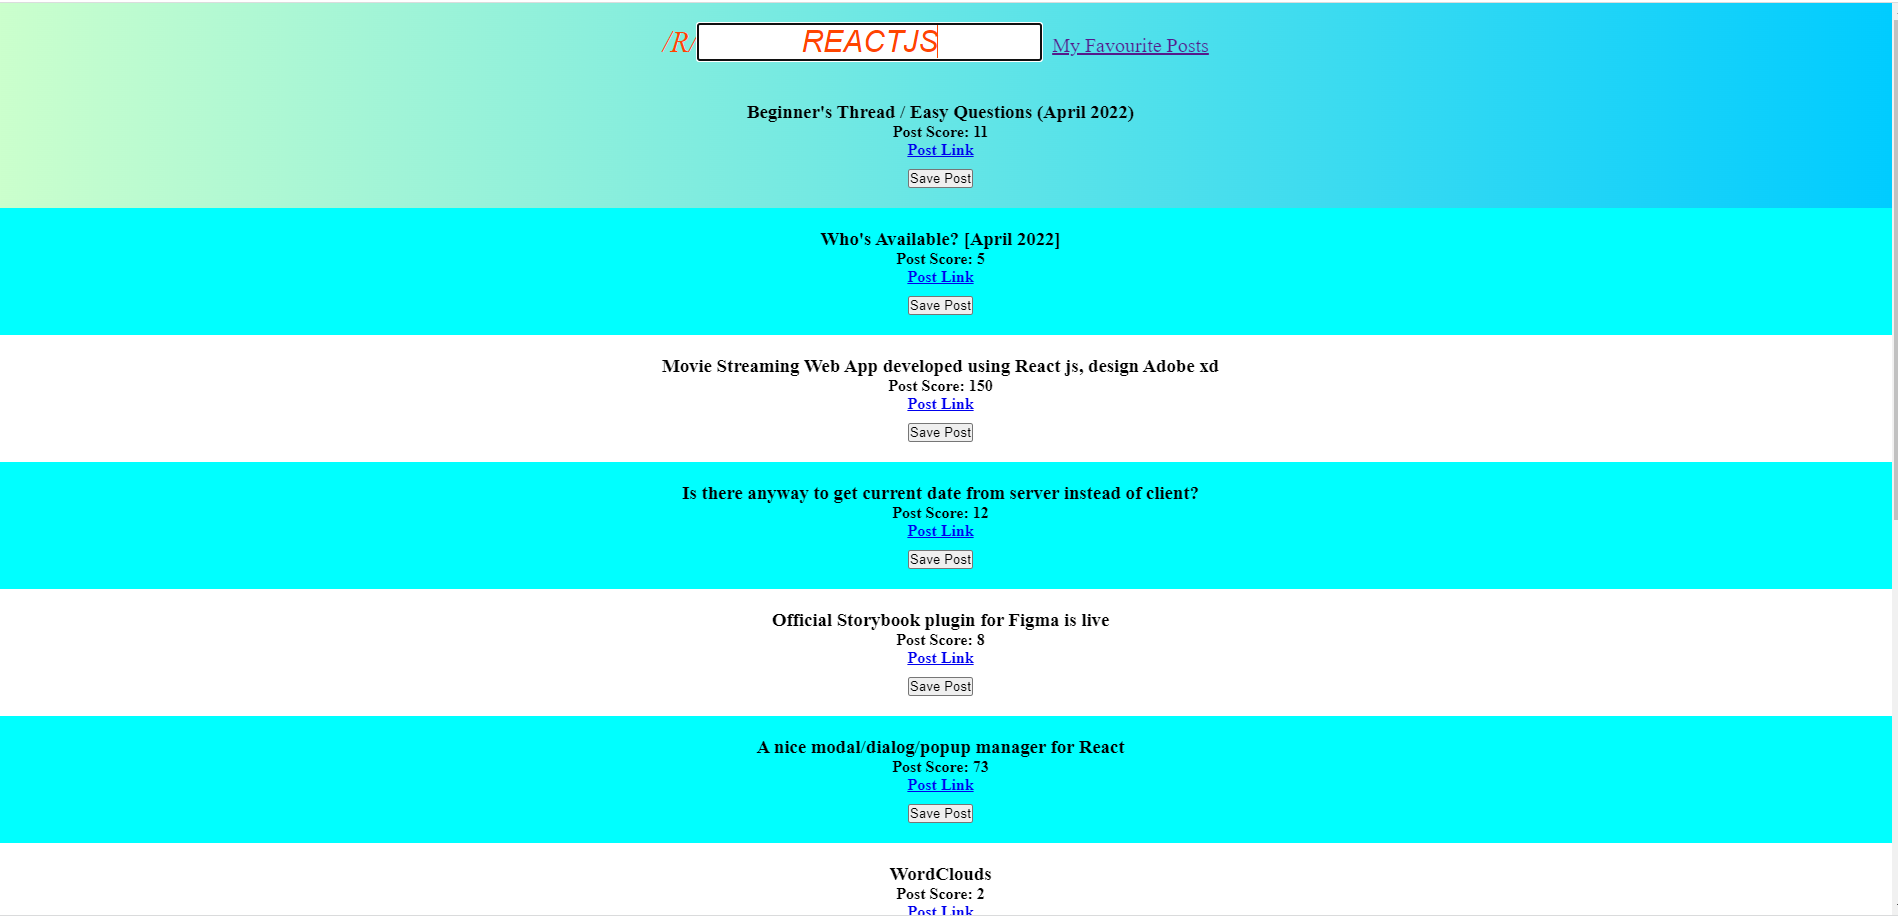 /R/ REACTJS My Favourite Posts
Beginner's Thread / Easy Questions (April 2022)
Post Score: 11
Post Link
Save Post
Who's Available? [April 2022]
Post Score: 5
Post Link
Save Post
Movie Streaming Web App developed using React js, design Adobe xd
Post Score: 150
Post Link
Save Post
Is there anyway to get current date from server instead of client?
Post Score: 12
Post Link
Save Post
Official Storybook plugin for Figma is live
Post Score: 8
Post Link
Save Post
A nice modal/dialog/popup manager for React
Post Score: 73
Post Link
Save Post
WordClouds
Post Score: 2
Post Link